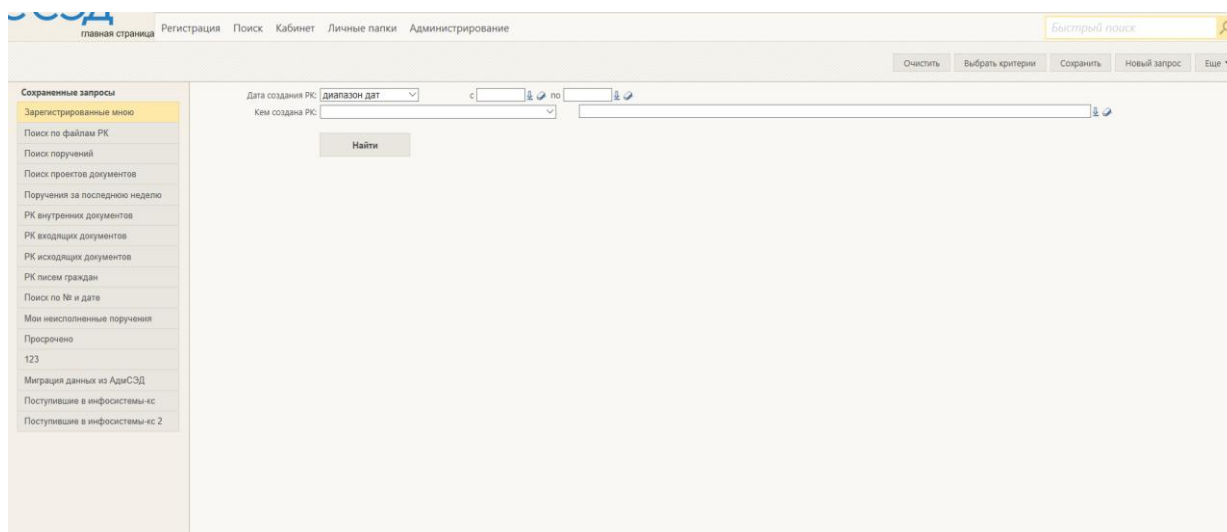 СЭД
главная страница
Регистрация Поиск Кабинет Личные папки Администрирование
Быстрый поиск
Очистить Выбрать критерии Сохранить Новый запрос Еще
Сохраненные запросы
Зарегистрированные мною
Поиск по файлам РК
Поиск поручений
Поиск проектов документов
Поручения за последнюю неделю
РК внутренних документов
РК входящих документов
РК исходящих документов
РК писем граждан
Поиск по № и дате
Мои неисполненные поручения
Просрочено
123
Миграция данных из АдмСЭД
Поступившие в инфосистемы-кс
Поступившие в инфосистемы-кс 2
Дата создания РК: диапазон дат с по
Кем создана РК:
Найти